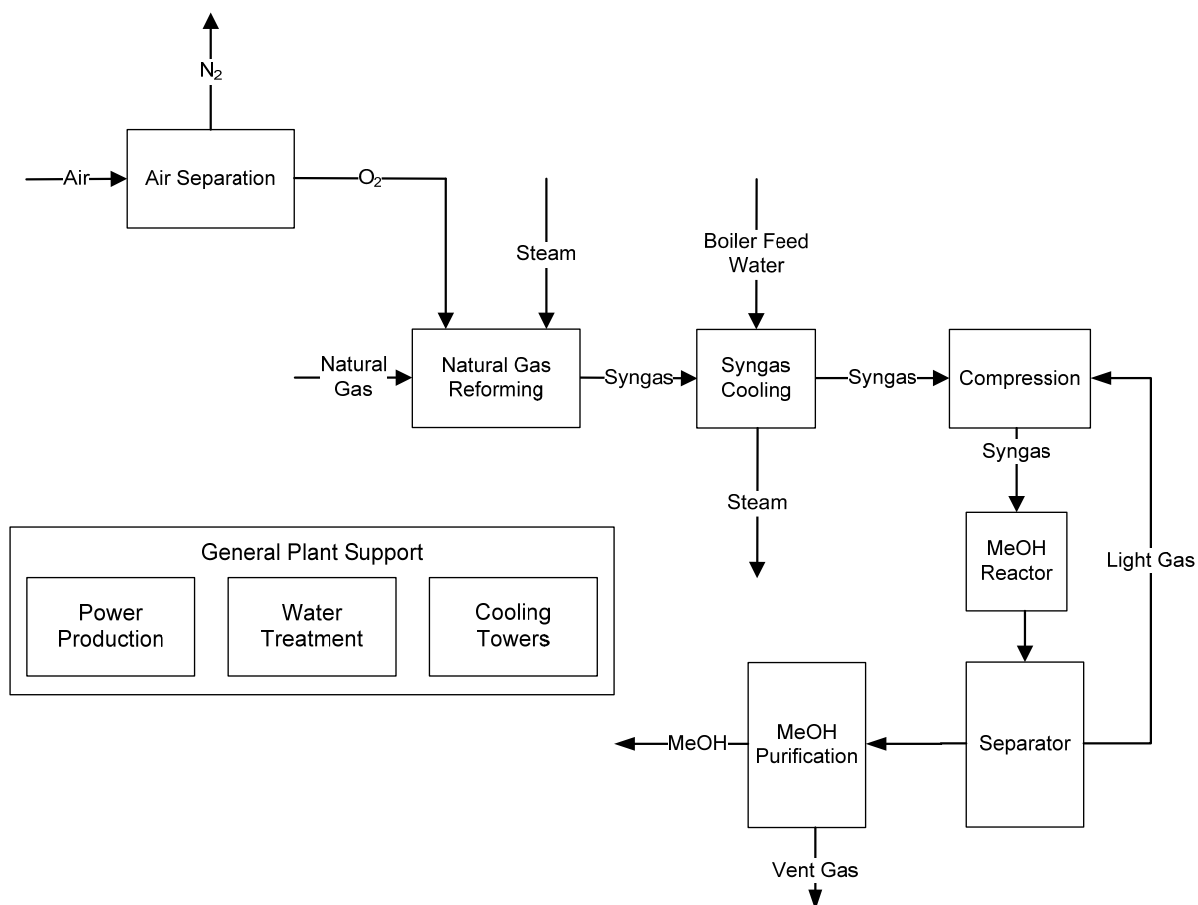 N₂
Air
Air Separation
O₂
Steam
Boiler Feed
Water
Natural
Gas
Natural Gas
Reforming
Syngas
Syngas
Cooling
Syngas
Compression
Syngas
Steam
MeOH
Reactor
Light Gas
General Plant Support
Power
Production
Water
Treatment
Cooling
Towers
MeOH
MeOH
Purification
Separator
Vent Gas